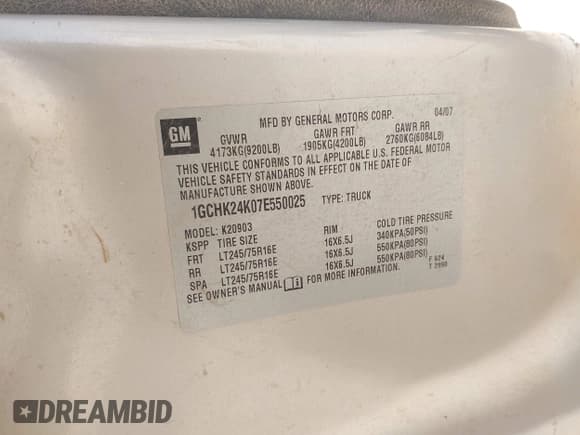 GM
MFD BY GENERAL MOTORS CORP. 04/07
GVWR GAWR FRT GAWR RR
4173KG(9200LB) 1905KG(4200LB) 2760KG(6084LB)
THIS VEHICLE CONFORMS TO ALL APPLICABLE U.S. FEDERAL MOTOR
VEHICLE SAFETY STANDARDS IN EFFECT ON THE DATE OF
MANUFACTURE SHOWN ABOVE.
1GCHK24K07E550025 TYPE: TRUCK
MODEL: K20903
KSPP TIRE SIZE RIM COLD TIRE PRESSURE
FRT LT245/75R16E 16X6.5J 340KPA(50PSI)
RR LT245/75R16E 16X6.5J 550KPA(80PSI)
SPA LT245/75R16E 16X6.5J 550KPA(80PSI)
SEE OWNER'S MANUAL FOR MORE INFORMATION.
F 624
T 3990
DREAMBID